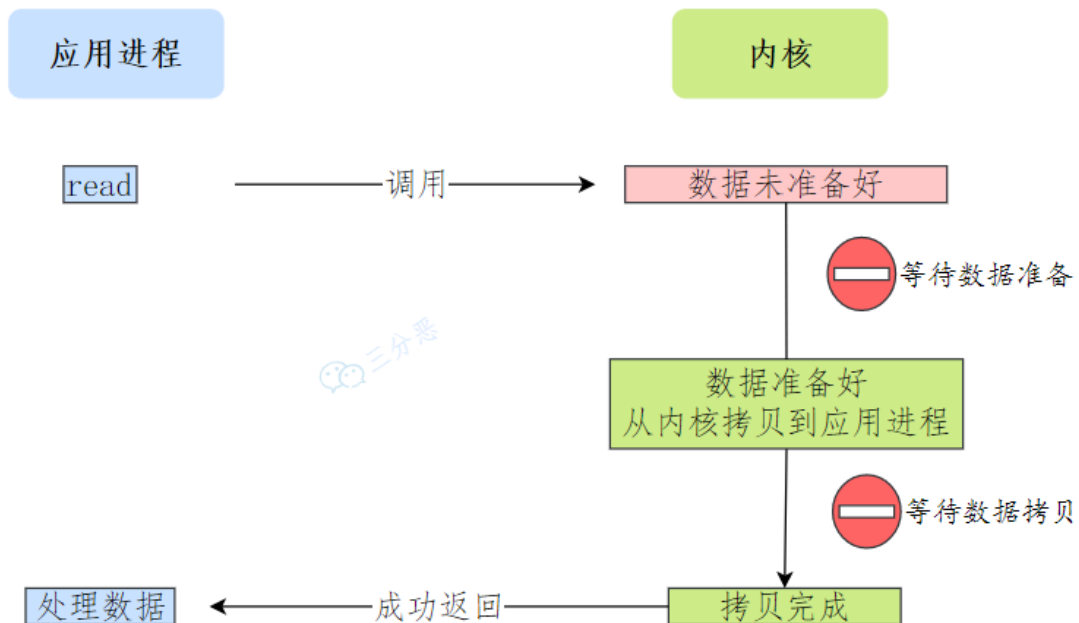 应用进程
内核
read
调用
数据未准备好
等待数据准备
三分恶
数据准备好
从内核拷贝到应用进程
等待数据拷贝
处理数据
成功返回
拷贝完成